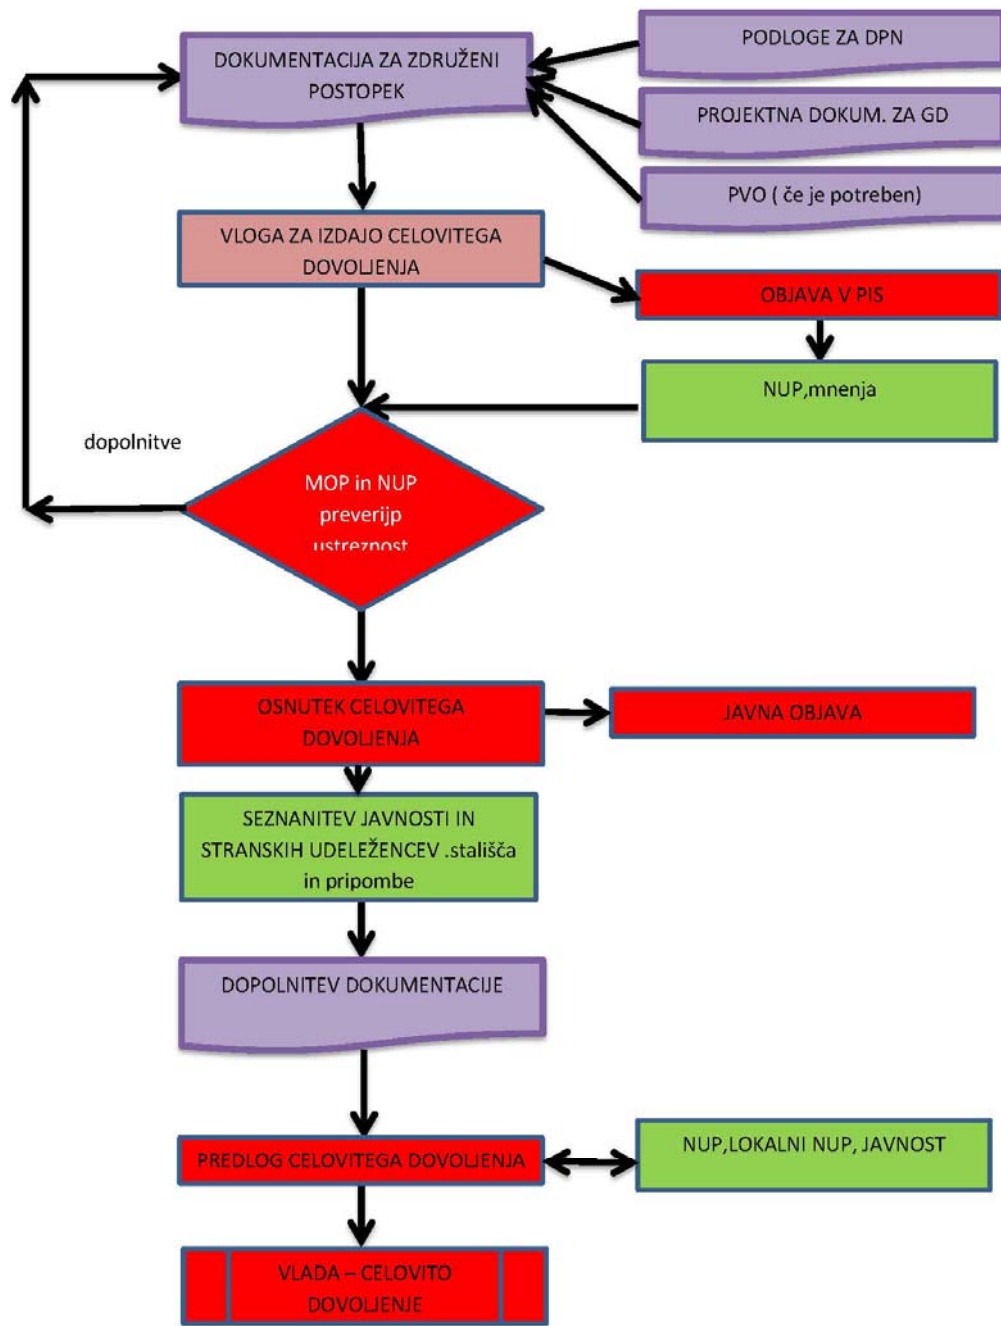 DOKUMENTACIJA ZA ZDRUŽENI
POSTOPEK
PODLOGE ZA DPN
PROJEKTNA DOKUM. ZA GD
PVO ( če je potreben)
VLOGA ZA IZDAJO CELOVITEGA
DOVOLJENJA
OBJAVA V PIS
NUP,mnenja
dopolnitve
MOP in NUP
preverijp
ustreznost
OSNUTEK CELOVITEGA
DOVOLJENJA
JAVNA OBJAVA
SEZNANITEV JAVNOSTI IN
STRANSKIH UDELEŽENCEV .stališča
in pripombe
DOPOLNITEV DOKUMENTACIJE
PREDLOG CELOVITEGA DOVOLJENJA
NUP,LOKALNI NUP, JAVNOST
VLADA – CELOVITO
DOVOLJENJE